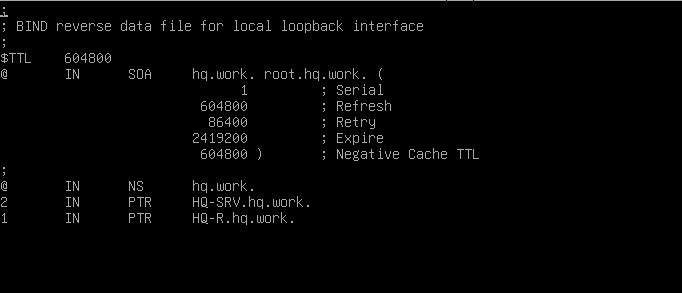 ;
; BIND reverse data file for local loopback interface
;
$TTL    604800
@       IN      SOA     hq.work. root.hq.work. (
                              1         ; Serial
                         604800         ; Refresh
                          86400         ; Retry
                        2419200         ; Expire
                         604800 )       ; Negative Cache TTL
;
@       IN      NS      hq.work.
2       IN      PTR     HQ-SRV.hq.work.
1       IN      PTR     HQ-R.hq.work.